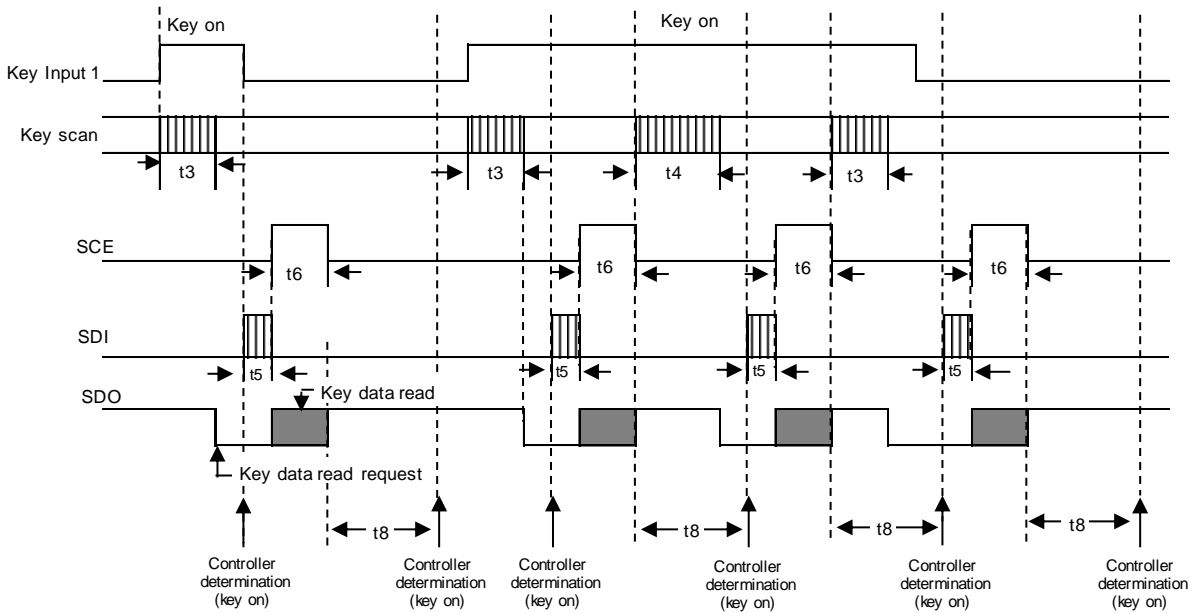 Key on
Key on
Key Input 1
Key scan
t3
t3
t4
t3
SCE
t6
t6
t6
t6
SDI
t5
t5
t5
t5
SDO
Key data read
Key data read request
t8
t8
t8
t8
Controller
determination
(key on)
Controller
determination
(key on)
Controller
determination
(key on)
Controller
determination
(key on)
Controller
determination
(key on)
Controller
determination
(key on)